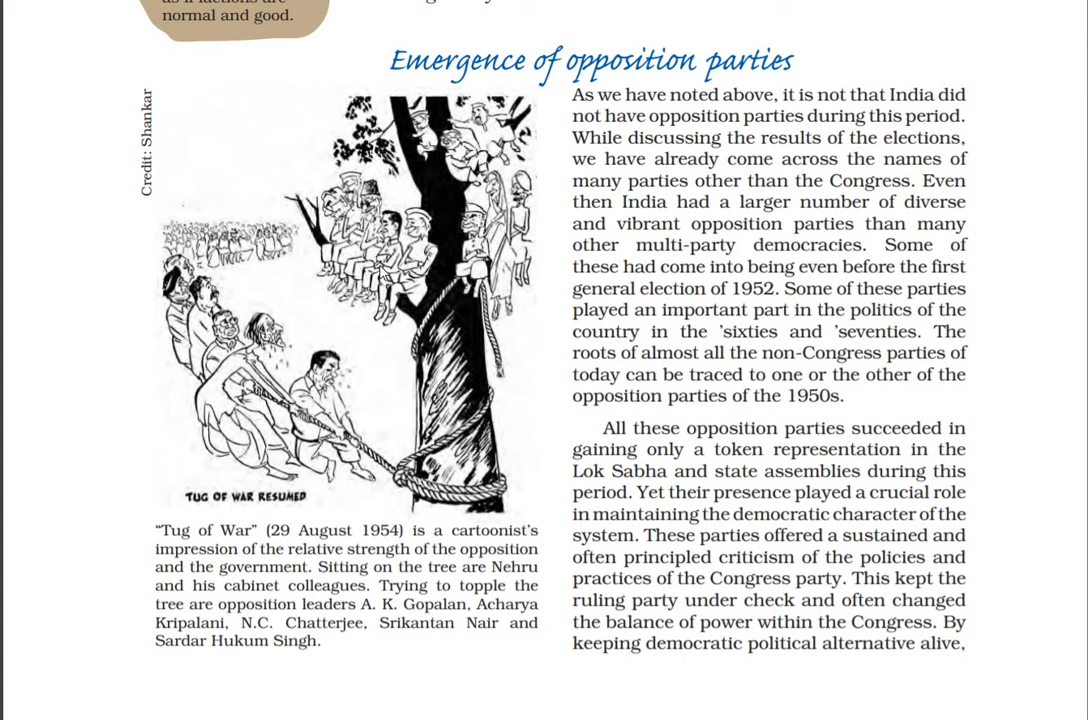 normal and good.
Emergence of opposition parties
Credit: Shankar
TUG OF WAR RESUMED
“Tug of War” (29 August 1954) is a cartoonist’s
impression of the relative strength of the opposition
and the government. Sitting on the tree are Nehru
and his cabinet colleagues. Trying to topple the
tree are opposition leaders A. K. Gopalan, Acharya
Kripalani, N.C. Chatterjee, Srikantan Nair and
Sardar Hukum Singh.
As we have noted above, it is not that India did
not have opposition parties during this period.
While discussing the results of the elections,
we have already come across the names of
many parties other than the Congress. Even
then India had a larger number of diverse
and vibrant opposition parties than many
other multi-party democracies. Some of
these had come into being even before the first
general election of 1952. Some of these parties
played an important part in the politics of the
country in the ’sixties and ’seventies. The
roots of almost all the non-Congress parties of
today can be traced to one or the other of the
opposition parties of the 1950s.
All these opposition parties succeeded in
gaining only a token representation in the
Lok Sabha and state assemblies during this
period. Yet their presence played a crucial role
in maintaining the democratic character of the
system. These parties offered a sustained and
often principled criticism of the policies and
practices of the Congress party. This kept the
ruling party under check and often changed
the balance of power within the Congress. By
keeping democratic political alternative alive,